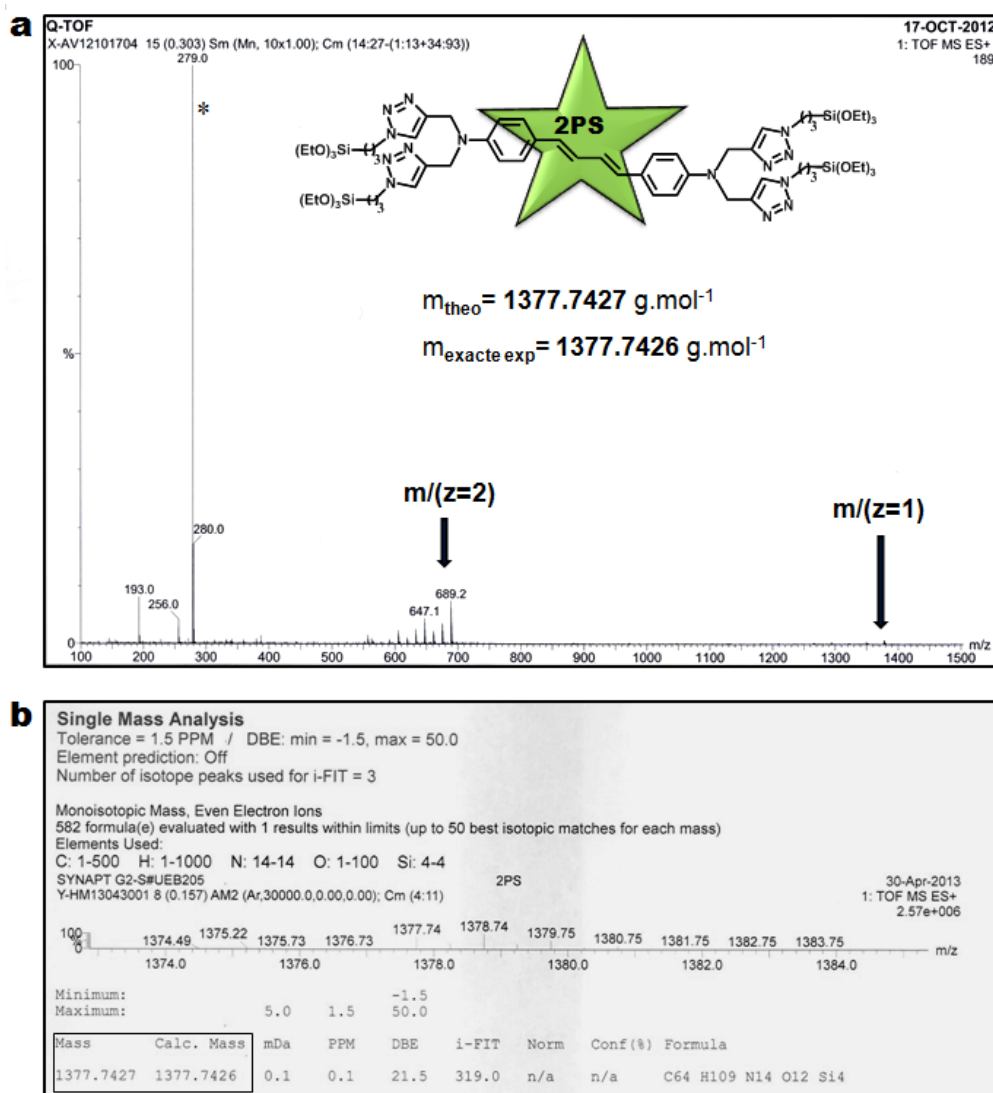 a
Q-TOF 17-OCT-2012
X-AV12101704 15 (0.303) Sm (Mn, 10x1.00); Cm (14:27-(1:13+34:93)) 1: TOF MS ES+
279.0 189
100
*
2PS
N N N N N N
(EtO)3Si ( )3 N N N N N ( )3 Si(OEt)3
(EtO)3Si ( )3 N N N ( )3 Si(OEt)3
mtheo= 1377.7427 g.mol-1
mexacte exp= 1377.7426 g.mol-1
%
m/(z=2) m/(z=1)
280.0
193.0
256.0 647.1 689.2
0
100 200 300 400 500 600 700 800 900 1000 1100 1200 1300 1400 1500 m/z
b
Single Mass Analysis
Tolerance = 1.5 PPM / DBE: min = -1.5, max = 50.0
Element prediction: Off
Number of isotope peaks used for i-FIT = 3
Monoisotopic Mass, Even Electron Ions
582 formula(e) evaluated with 1 results within limits (up to 50 best isotopic matches for each mass)
Elements Used:
C: 1-500 H: 1-1000 N: 14-14 O: 1-100 Si: 4-4
SYNAPT G2-S#UEB205 2PS 30-Apr-2013
Y-HM13043001 8 (0.157) AM2 (Ar,30000.0,0.00,0.00); Cm (4:11) 1: TOF MS ES+
2.57e+006
100
%
0
1374.49 1375.22 1375.73 1376.73 1377.74 1378.74 1379.75 1380.75 1381.75 1382.75 1383.75
m/z
1374.0 1376.0 1378.0 1380.0 1382.0 1384.0
Minimum: -1.5
Maximum: 5.0 1.5 50.0
Mass Calc. Mass mDa PPM DBE i-FIT Norm Conf(%) Formula
1377.7427 1377.7426 0.1 0.1 21.5 319.0 n/a n/a C64 H109 N14 O12 Si4